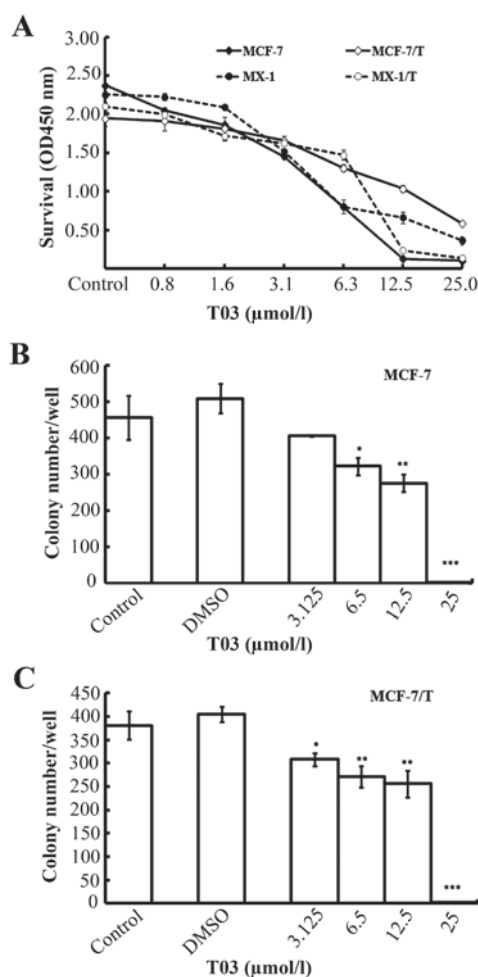 A
3.00
2.50
2.00
1.50
1.00
0.50
Survival (OD450 nm)
MCF-7
MCF-7/T
MX-1
MX-1/T
Control 0.8 1.6 3.1 6.3 12.5 25.0
T03 (µmol/l)
B
MCF-7
600
500
400
300
200
100
0
Colony number/well
*
**
***
Control DMSO 3.125 6.5 12.5 25
T03 (µmol/l)
C
MCF-7/T
450
400
350
300
250
200
150
100
50
0
Colony number/well
*
**
**
***
Control DMSO 3.125 6.5 12.5 25
T03 (µmol/l)